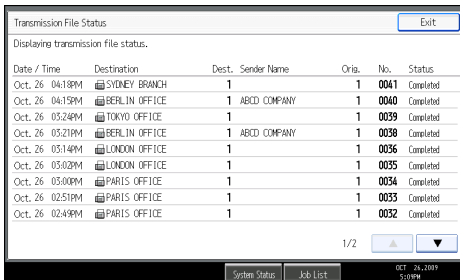 Transmission File Status Exit
Displaying transmission file status.
Date / Time Destination Dest. Sender Name Orig. No. Status
Oct. 26 04:18PM SYDNEY BRANCH 1 1 0041 Completed
Oct. 26 04:15PM BERLIN OFFICE 1 ABCD COMPANY 1 0040 Completed
Oct. 26 03:24PM TOKYO OFFICE 1 1 0039 Completed
Oct. 26 03:21PM BERLIN OFFICE 1 ABCD COMPANY 1 0038 Completed
Oct. 26 03:14PM LONDON OFFICE 1 1 0036 Completed
Oct. 26 03:02PM LONDON OFFICE 1 1 0035 Completed
Oct. 26 03:00PM PARIS OFFICE 1 1 0034 Completed
Oct. 26 02:51PM PARIS OFFICE 1 1 0033 Completed
Oct. 26 02:49PM PARIS OFFICE 1 1 0032 Completed
1/2 ▲ ▼
System Status Job List OCT 26,2009
5:09PM